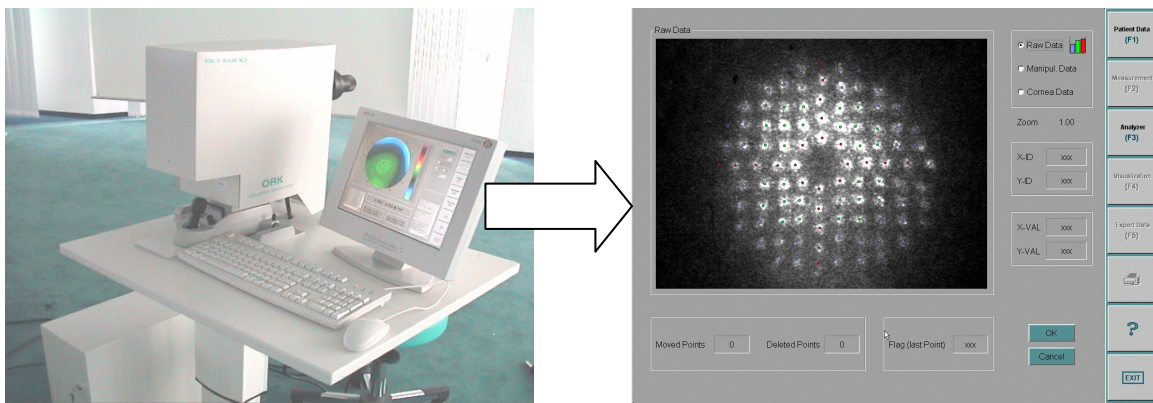 SCHWIND
ORK
Raw Data
Raw Data
Manipul. Data
Cornea Data
Zoom 1.00
X-ID xxx
Y-ID xxx
X-VAL xxx
Y-VAL xxx
Moved Points 0 Deleted Points 0 Flag (last Point) xxx
OK
Cancel
Patient Data
(F1)
Measurement
(F2)
Analyzer
(F3)
Visualization
(F4)
Export Data
(F5)
?
EXIT